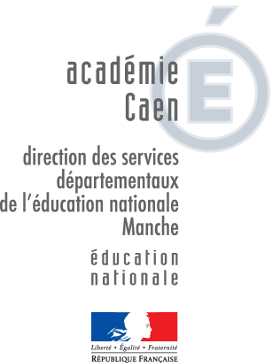 académie
Caen
É
direction des services
départementaux
de l'éducation nationale
Manche
éducation
nationale
Liberté • Égalité • Fraternité
RÉPUBLIQUE FRANÇAISE